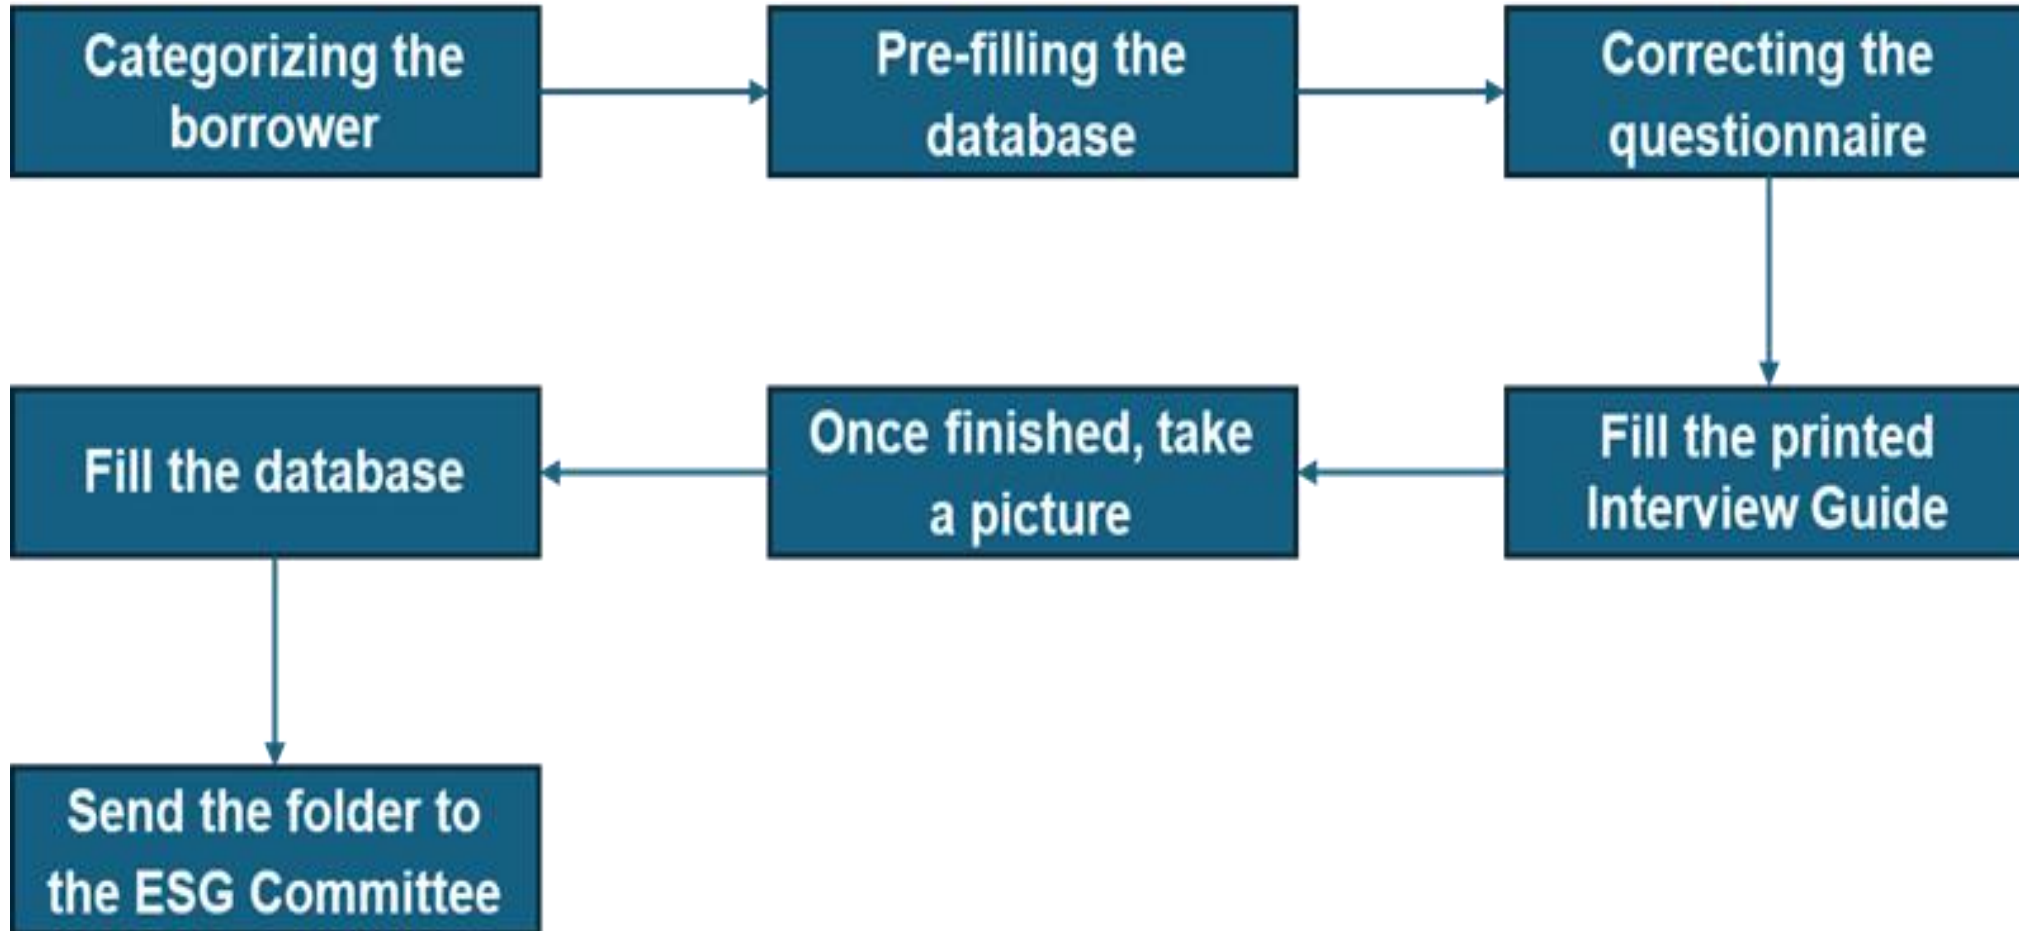 Categorizing the
borrower
Pre-filling the
database
Correcting the
questionnaire
Fill the printed
Interview Guide
Once finished, take
a picture
Fill the database
Send the folder to
the ESG Committee